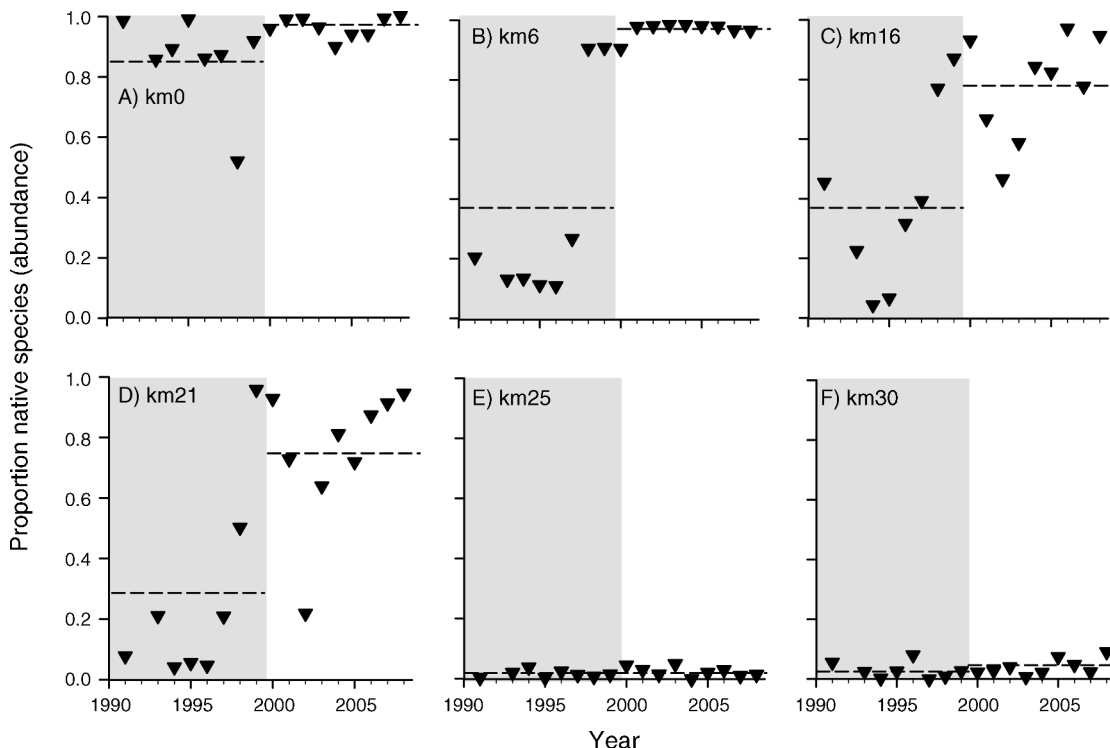 Proportion native species (abundance)
1.0
0.8
0.6
0.4
0.2
0.0
A) km0
B) km6
C) km16
1.0
0.8
0.6
0.4
0.2
0.0
D) km21
E) km25
F) km30
1990 1995 2000 2005
1990 1995 2000 2005
1990 1995 2000 2005
Year